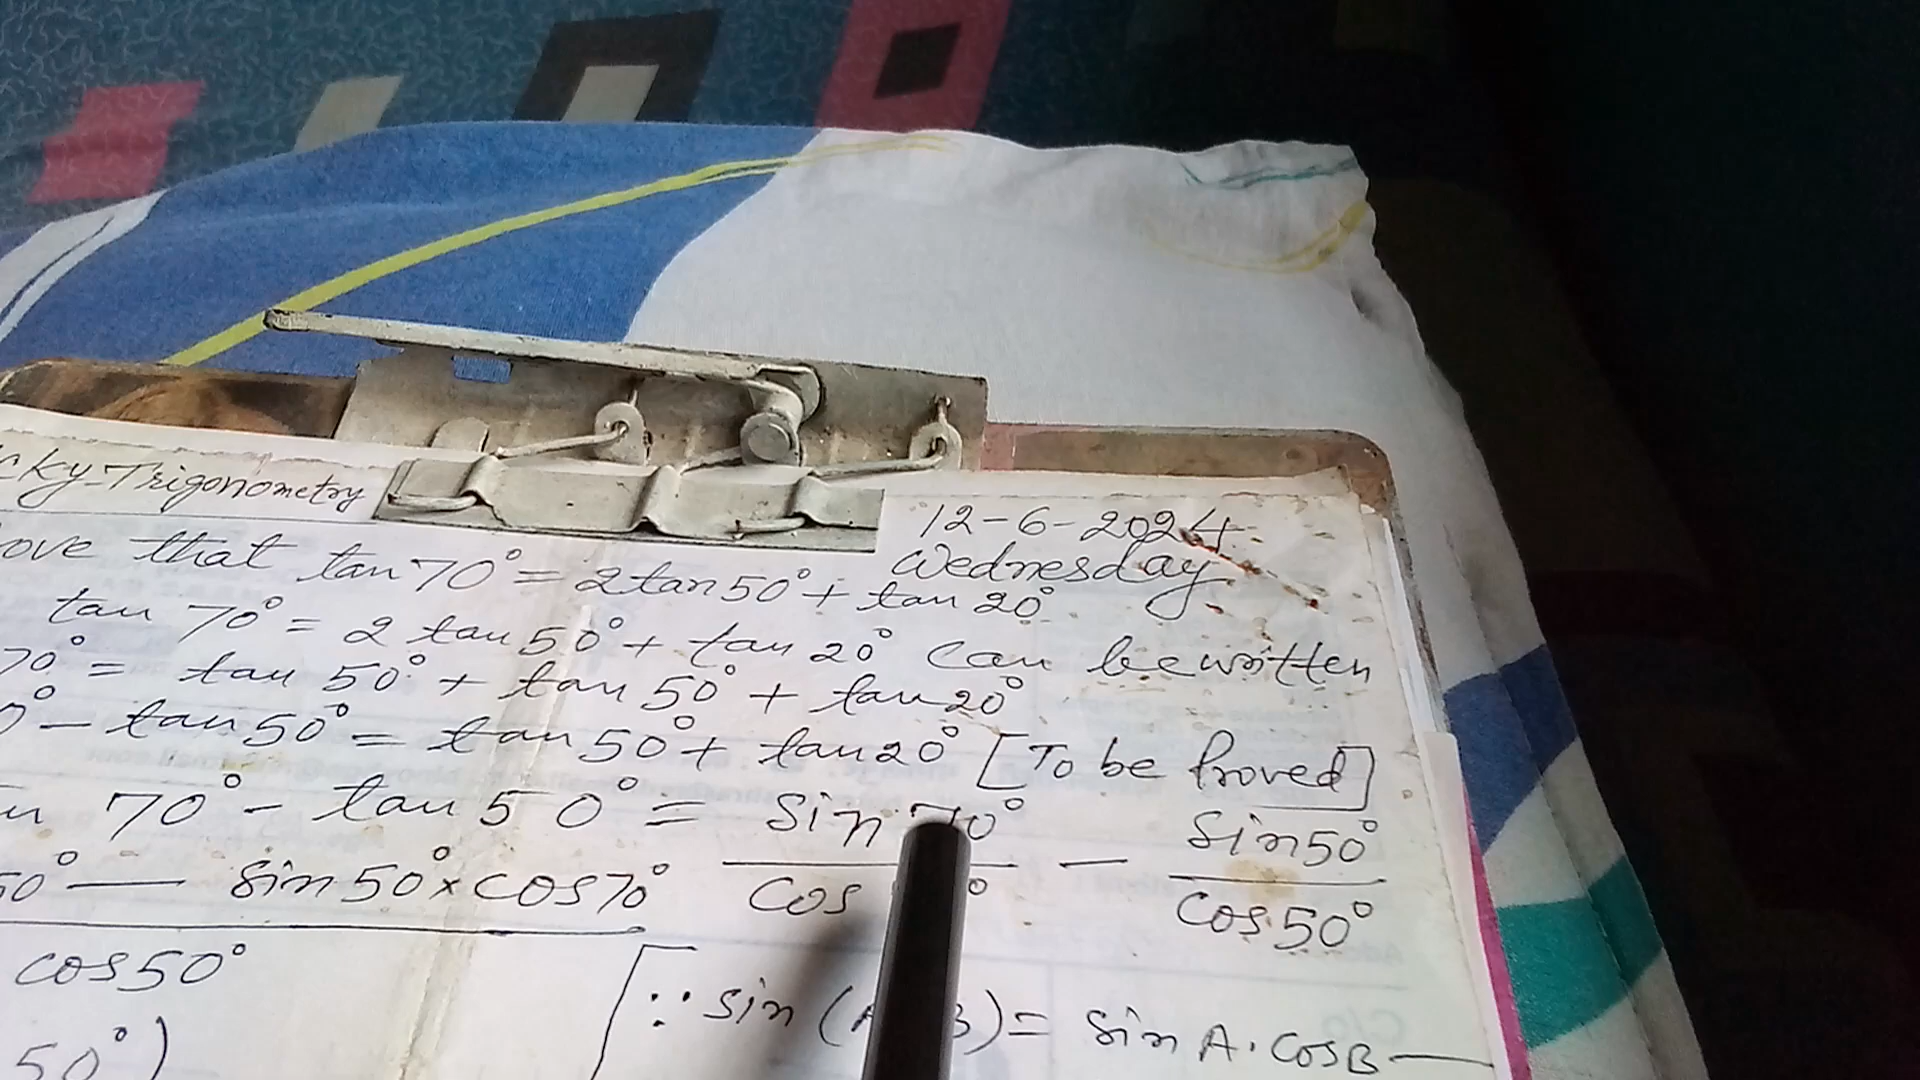 cky-Trigonometry
12-6-2024
Wednesday
ove that tan 70° = 2tan 50° + tan 20°
tan 70° = 2 tan 50° + tan 20° can be written
70° = tan 50° + tan 50° + tan 20°
0° - tan 50° = tan 50° + tan 20° [To be Proved]
n 70° - tan 50° = sin 70° / cos ° - sin 50° / cos 50°
50° - sin 50° × cos 70°
cos 50°
50°)
[∵ sin (A B) = sin A . cos B -